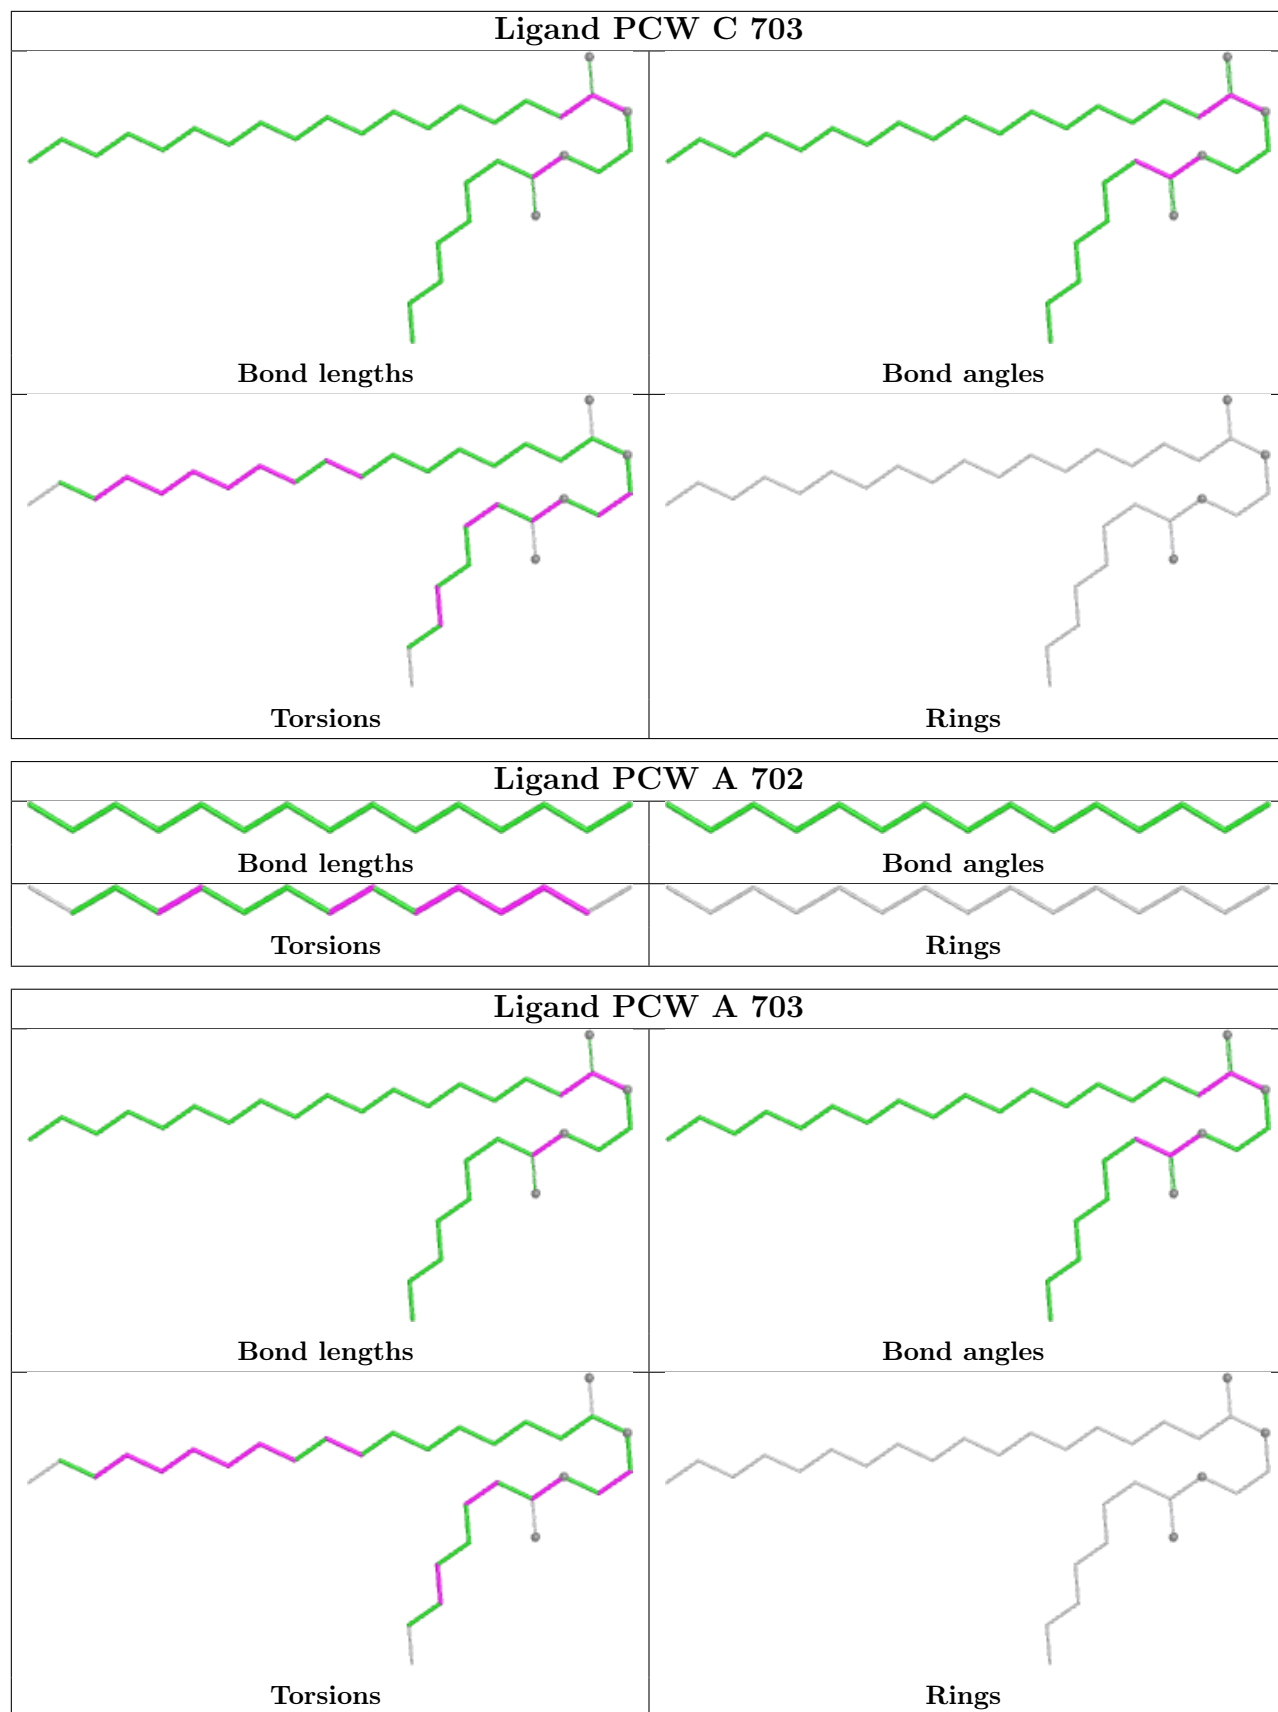 Ligand PCW C 703
Bond lengths
Bond angles
Torsions
Rings
Ligand PCW A 702
Bond lengths
Bond angles
Torsions
Rings
Ligand PCW A 703
Bond lengths
Bond angles
Torsions
Rings